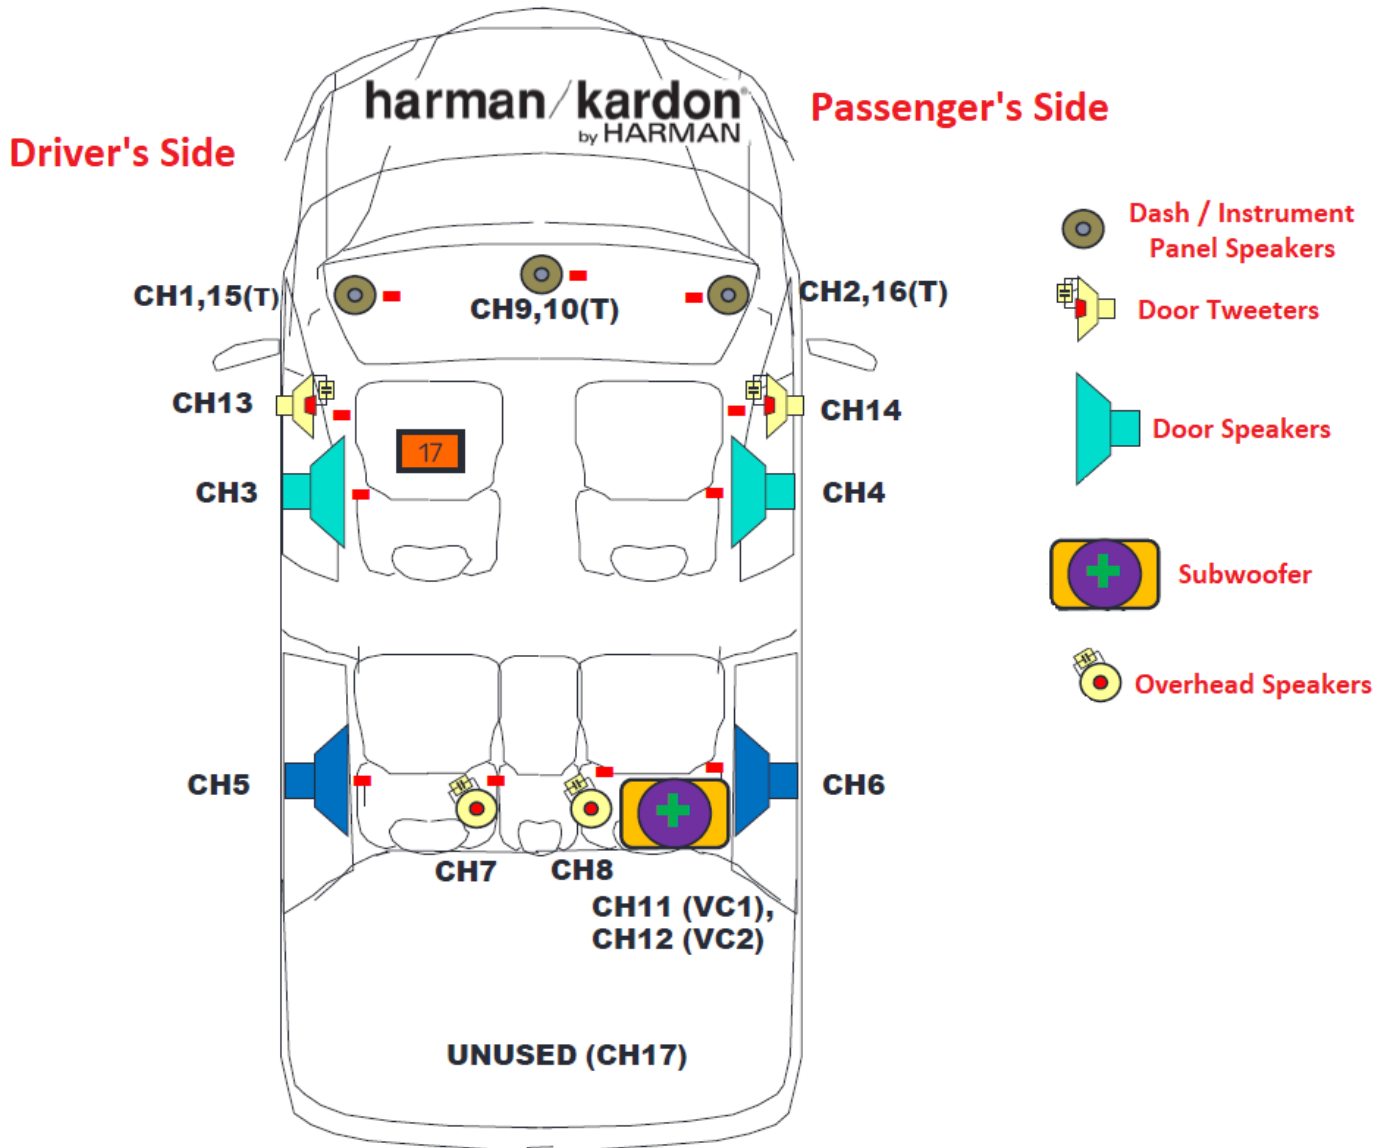 harman/kardon
by HARMAN
Driver's Side
Passenger's Side
Dash / Instrument
Panel Speakers
CH1,15(T)
CH9,10(T)
CH2,16(T)
Door Tweeters
CH13
CH14
17
Door Speakers
CH3
CH4
Subwoofer
Overhead Speakers
CH5
CH6
CH7
CH8
CH11 (VC1),
CH12 (VC2)
UNUSED (CH17)